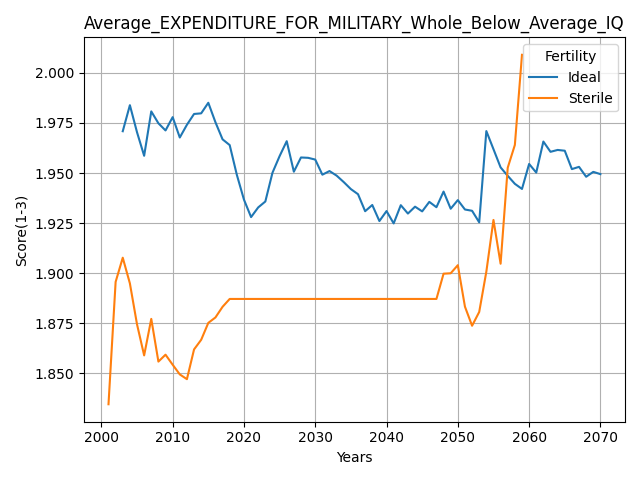 Average_EXPENDITURE_FOR_MILITARY_Whole_Below_Average_IQ
Fertility
Ideal
Sterile
Score(1-3)
2.000
1.975
1.950
1.925
1.900
1.875
1.850
2000 2010 2020 2030 2040 2050 2060 2070
Years